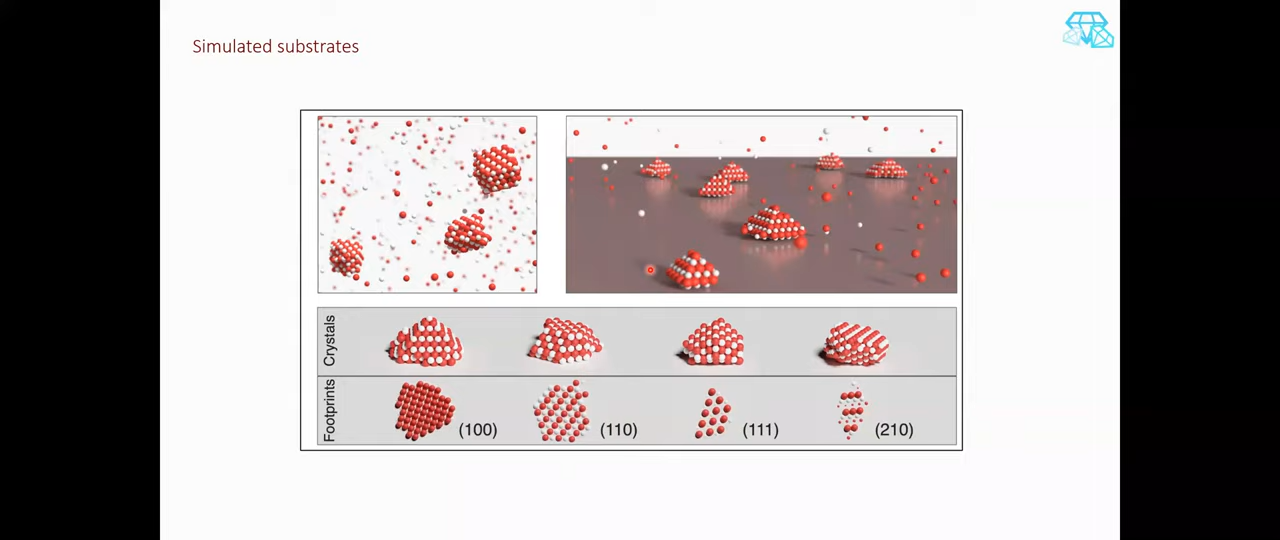 Simulated substrates
Crystals
Footprints
(100)
(110)
(111)
(210)